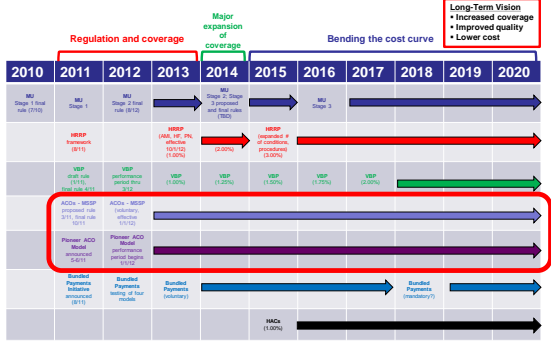 Long-Term Vision
• Increased coverage
• Improved quality
• Lower cost
Major
expansion
of
coverage
Regulation and coverage
Bending the cost curve
2010 2011 2012 2013 2014 2015 2016 2017 2018 2019 2020
MU
Stage 1 final
rule (7/10)
MU
Stage 1
MU
Stage 2 final
rule (8/12)
MU
Stage 2; Stage
3 proposed
and final rules
(TBD)
MU
Stage 3
HRRP
framework
(8/11)
HRRP
(AMI, HF, PN,
effective
10/1/12)
(1.00%)
(2.00%)
HRRP
(expanded #
of conditions,
procedures)
(3.00%)
VBP
draft rule
(1/11),
final rule 4/11
VBP
performance
period thru
3/12
VBP
(1.00%)
VBP
(1.25%)
VBP
(1.50%)
VBP
(1.75%)
VBP
(2.00%)
ACOs - MSSP
proposed rule
3/11, final rule
10/11
ACOs - MSSP
(voluntary,
effective
1/1/12)
Pioneer ACO
Model
announced
5-6/11
Pioneer ACO
Model
performance
period begins
1/1/12
Bundled
Payments
Initiative
announced
(8/11)
Bundled
Payments
testing of four
models
Bundled
Payments
(voluntary)
Bundled
Payments
(mandatory?)
HACs
(1.00%)